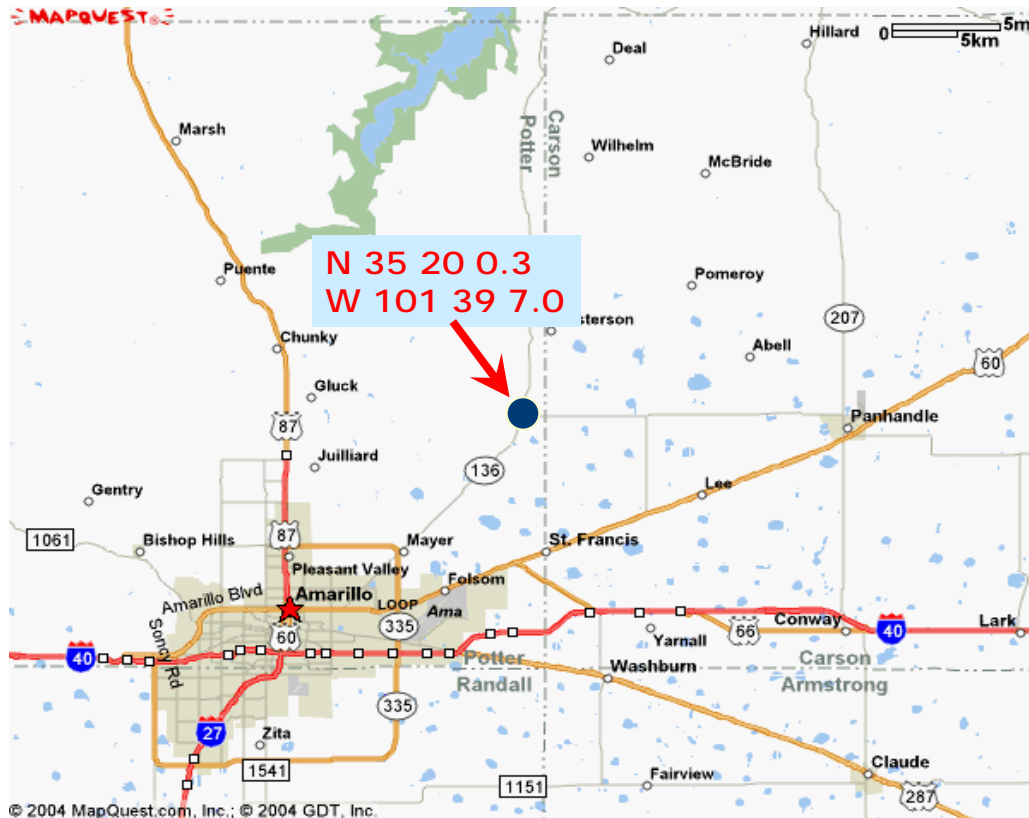 MAPQUEST
Deal
Hillard
0 5m
5km
Marsh
Potter
Carson
Wilhelm
McBride
N 35 20 0.3
W 101 39 7.0
Puente
Pomeroy
sterson
207
Chunky
Abell
60
Gluck
87
Panhandle
Juilliard
136
Gentry
Lee
1061
87
Bishop Hills
Mayer
St. Francis
Pleasant Valley
Folsom
Amarillo Blvd
Amarillo
LOOP
335
Ama
60
Soncy Rd
66
Conway
40
Lark
Yarnall
40
Potter
Carson
Randall
Washburn
Armstrong
335
27
Zita
1541
Claude
1151
Fairview
287
© 2004 MapQuest.com, Inc.; © 2004 GDT, Inc.